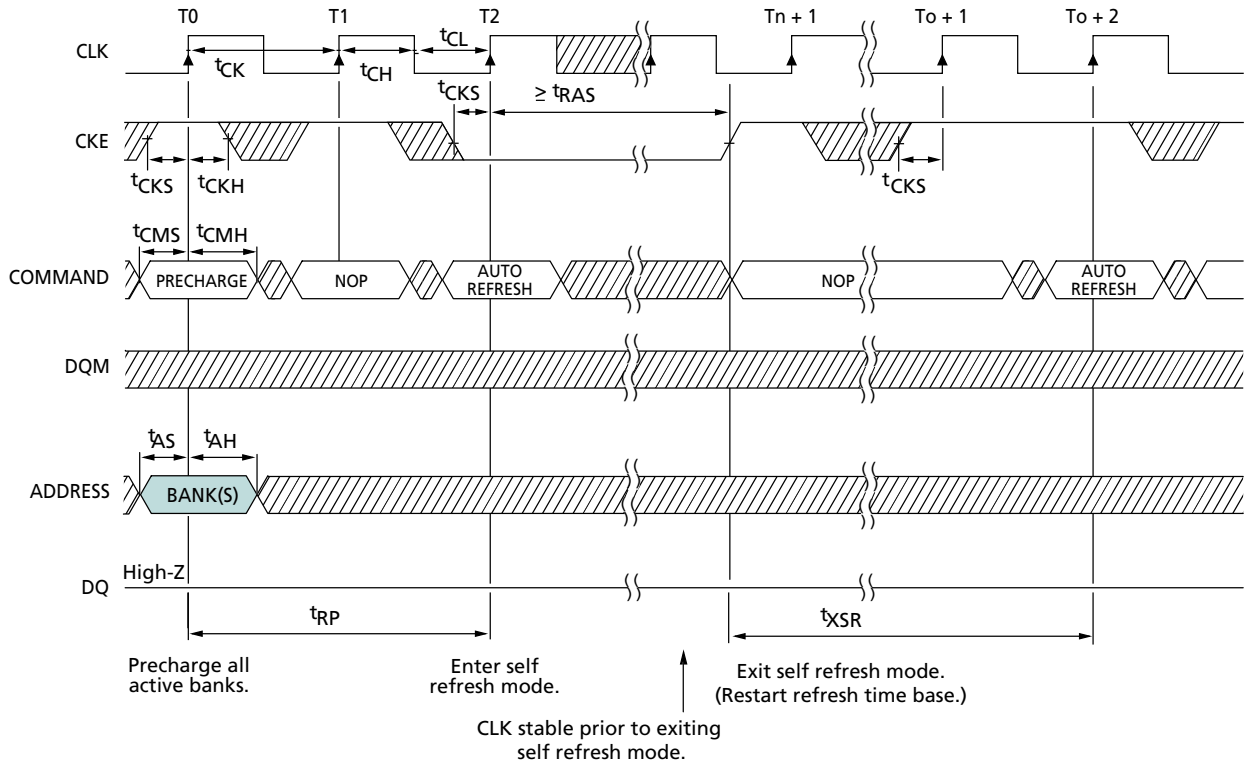 T0 T1 T2 Tn + 1 To + 1 To + 2
CLK
tCK tCH tCL
tCKS ≥ tRAS
CKE
tCKS tCKH tCKS
tCMS tCMH
COMMAND PRECHARGE NOP AUTO REFRESH NOP AUTO REFRESH
DQM
tAS tAH
ADDRESS BANK(S)
High-Z
DQ
tRP tXSR
Precharge all
active banks.
Enter self
refresh mode.
Exit self refresh mode.
(Restart refresh time base.)
CLK stable prior to exiting
self refresh mode.